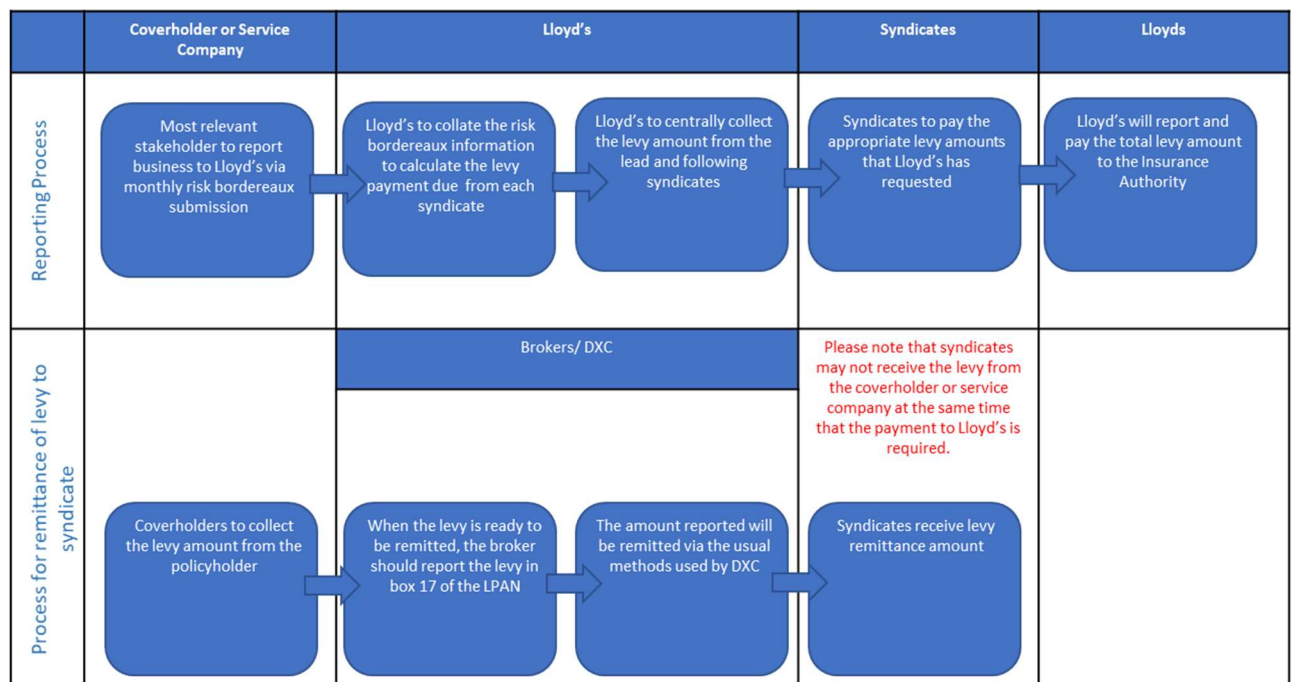 Coverholder or Service
Company
Lloyd's
Syndicates
Lloyds
Reporting Process
Most relevant
stakeholder to report
business to Lloyd's via
monthly risk bordereaux
submission
Lloyd's to collate the risk
bordereaux information
to calculate the levy
payment due from each
syndicate
Lloyd's to centrally collect
the levy amount from the
lead and following
syndicates
Syndicates to pay the
appropriate levy amounts
that Lloyd's has
requested
Lloyd's will report and
pay the total levy amount
to the Insurance
Authority
Process for remittance of levy to
syndicate
Brokers/ DXC
Please note that syndicates
may not receive the levy from
the coverholder or service
company at the same time
that the payment to Lloyd's is
required.
Coverholders to collect
the levy amount from the
policyholder
When the levy is ready to
be remitted, the broker
should report the levy in
box 17 of the LPAN
The amount reported will
be remitted via the usual
methods used by DXC
Syndicates receive levy
remittance amount